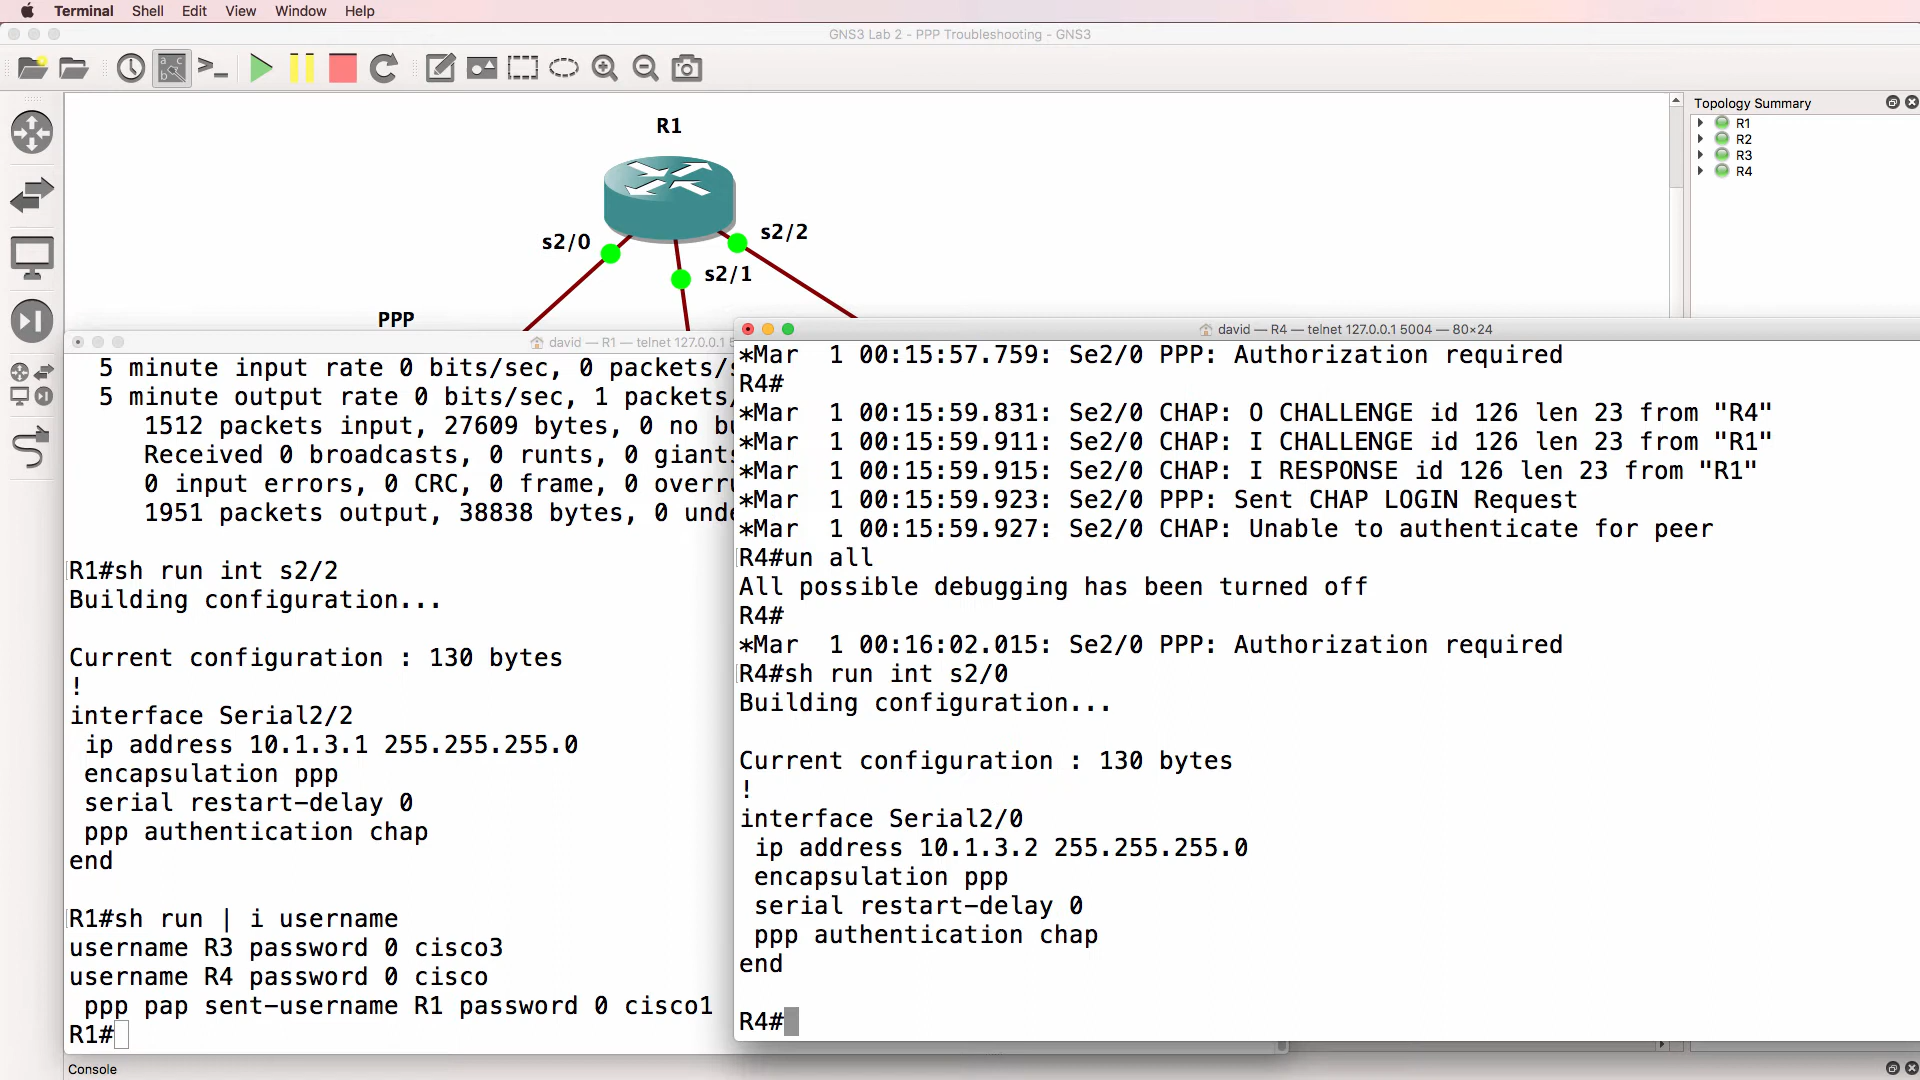 Terminal Shell Edit View Window Help
GNS3 Lab 2 - PPP Troubleshooting - GNS3
Topology Summary
R1
R2
R3
R4
R1
s2/0
s2/1
s2/2
PPP
david — R1 — telnet 127.0.0.1
5 minute input rate 0 bits/sec, 0 packets/
5 minute output rate 0 bits/sec, 1 packets/
1512 packets input, 27609 bytes, 0 no
Received 0 broadcasts, 0 runts, 0 giants
0 input errors, 0 CRC, 0 frame, 0
1951 packets output, 38838 bytes, 0
R1#sh run int s2/2
Building configuration...
Current configuration : 130 bytes
!
interface Serial2/2
ip address 10.1.3.1 255.255.255.0
encapsulation ppp
serial restart-delay 0
ppp authentication chap
end
R1#sh run | i username
username R3 password 0 cisco3
username R4 password 0 cisco
ppp pap sent-username R1 password 0 cisco1
R1#
david — R4 — telnet 127.0.0.1 5004 — 80×24
*Mar  1 00:15:57.759: Se2/0 PPP: Authorization required
R4#
*Mar  1 00:15:59.831: Se2/0 CHAP: O CHALLENGE id 126 len 23 from "R4"
*Mar  1 00:15:59.911: Se2/0 CHAP: I CHALLENGE id 126 len 23 from "R1"
*Mar  1 00:15:59.915: Se2/0 CHAP: I RESPONSE id 126 len 23 from "R1"
*Mar  1 00:15:59.923: Se2/0 PPP: Sent CHAP LOGIN Request
*Mar  1 00:15:59.927: Se2/0 CHAP: Unable to authenticate for peer
R4#un all
All possible debugging has been turned off
R4#
*Mar  1 00:16:02.015: Se2/0 PPP: Authorization required
R4#sh run int s2/0
Building configuration...
Current configuration : 130 bytes
!
interface Serial2/0
ip address 10.1.3.2 255.255.255.0
encapsulation ppp
serial restart-delay 0
ppp authentication chap
end
R4#
Console